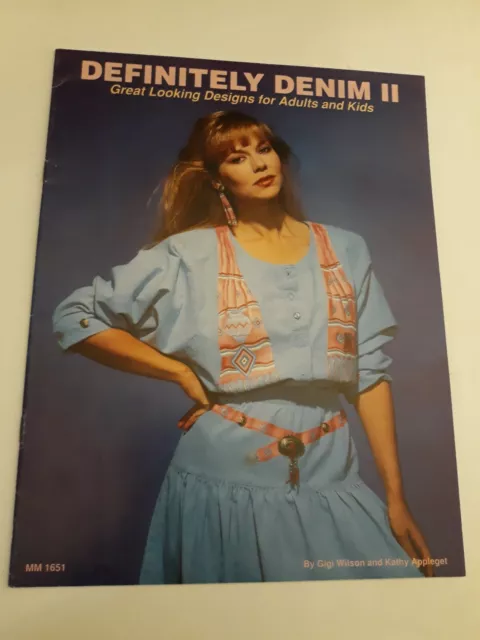 DEFINITELY DENIM II
Great Looking Designs for Adults and Kids
MM 1651
By Gigi Wilson and Kathy Appleget